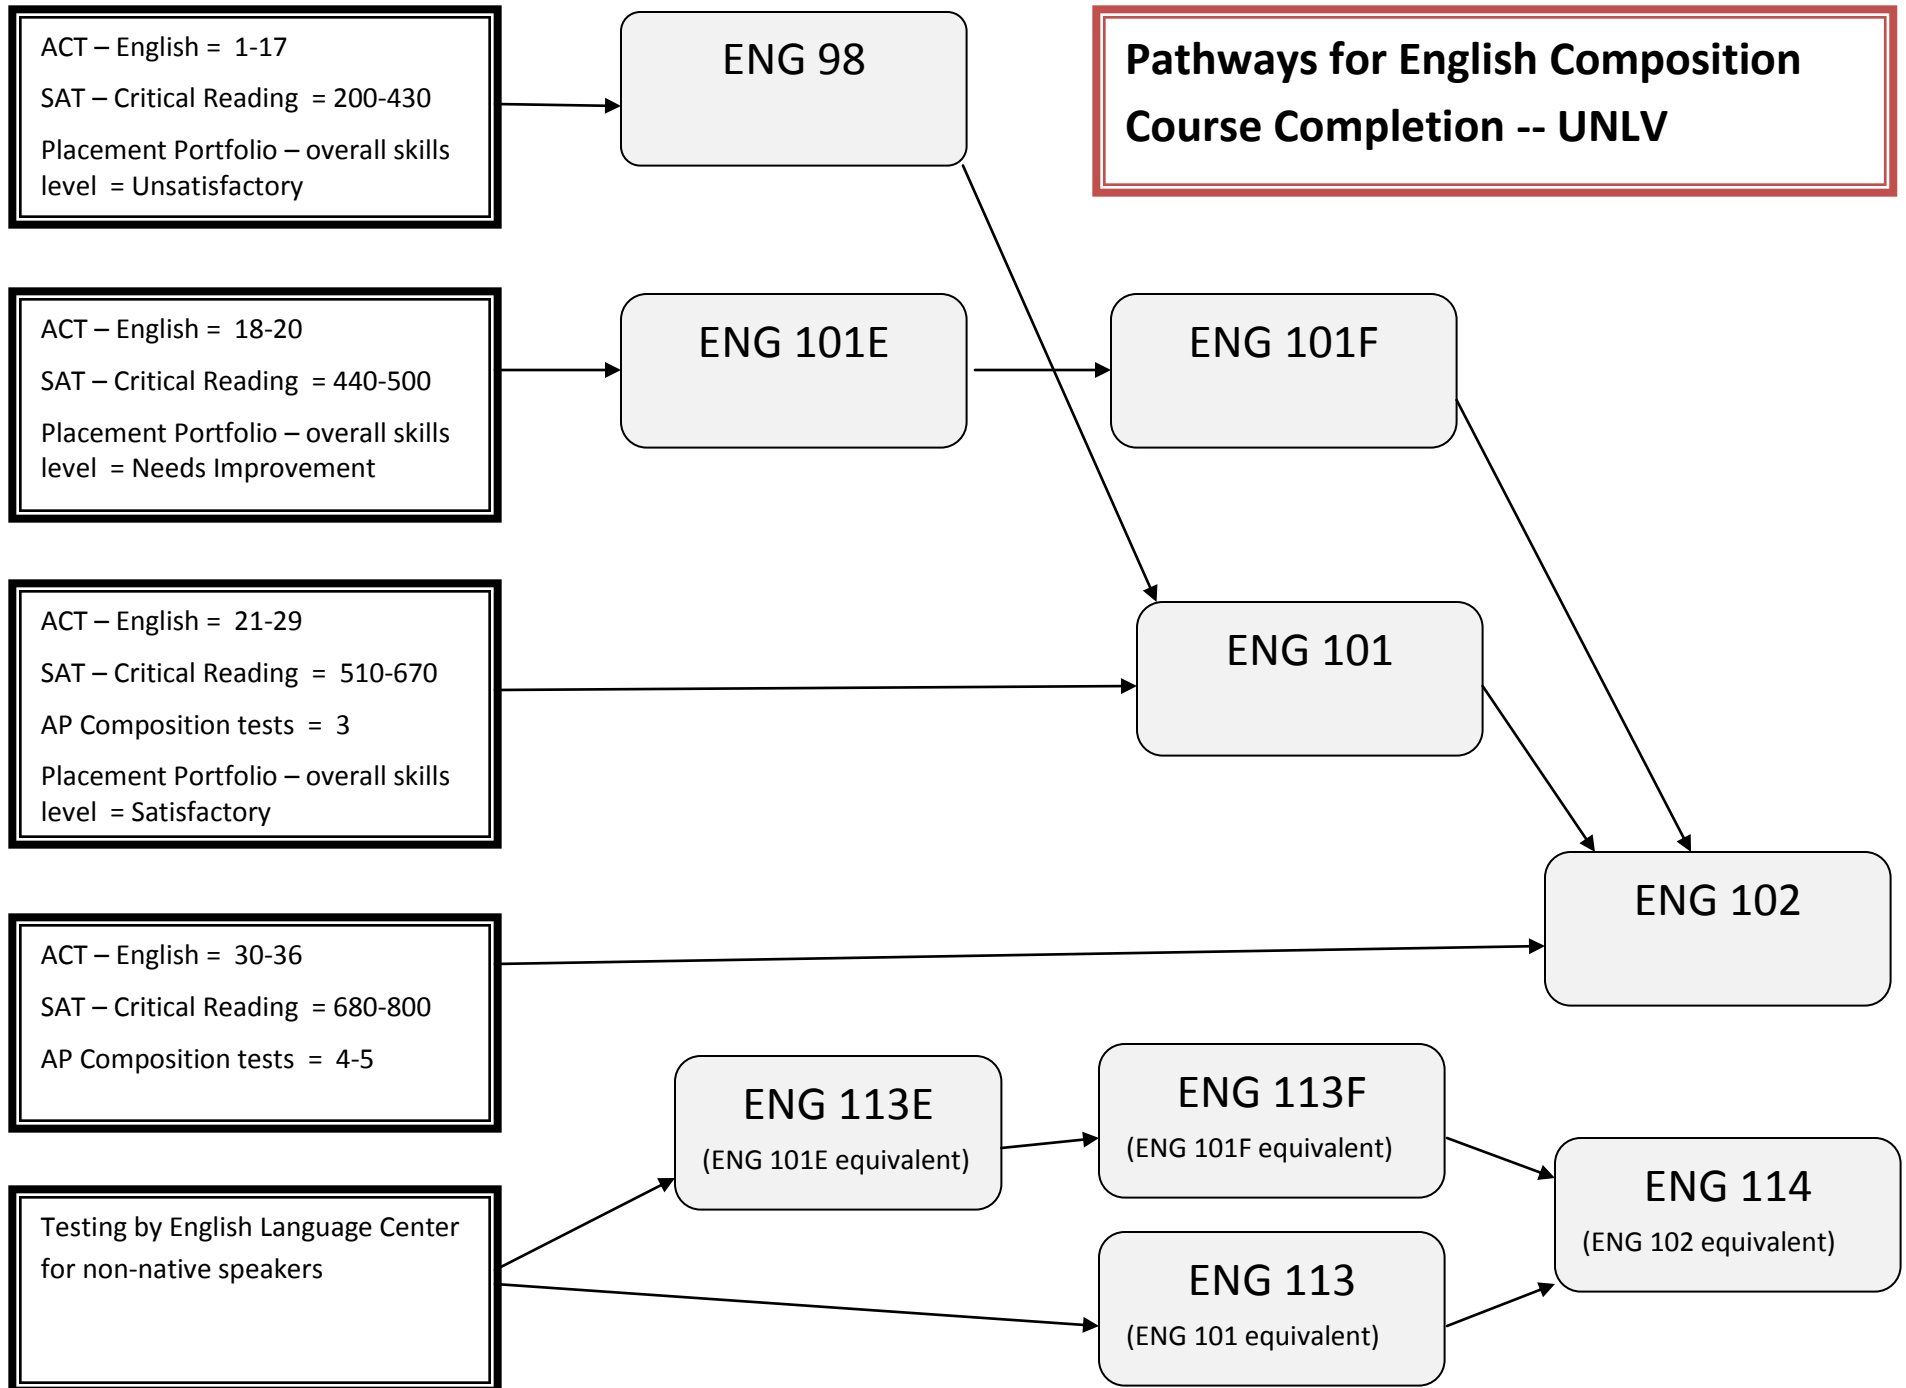 ACT – English = 1-17
SAT – Critical Reading = 200-430
Placement Portfolio – overall skills
level = Unsatisfactory
ENG 98
Pathways for English Composition
Course Completion -- UNLV
ACT – English = 18-20
SAT – Critical Reading = 440-500
Placement Portfolio – overall skills
level = Needs Improvement
ENG 101E
ENG 101F
ACT – English = 21-29
SAT – Critical Reading = 510-670
AP Composition tests = 3
Placement Portfolio – overall skills
level = Satisfactory
ENG 101
ENG 102
ACT – English = 30-36
SAT – Critical Reading = 680-800
AP Composition tests = 4-5
ENG 113E
(ENG 101E equivalent)
ENG 113F
(ENG 101F equivalent)
ENG 114
(ENG 102 equivalent)
Testing by English Language Center
for non-native speakers
ENG 113
(ENG 101 equivalent)